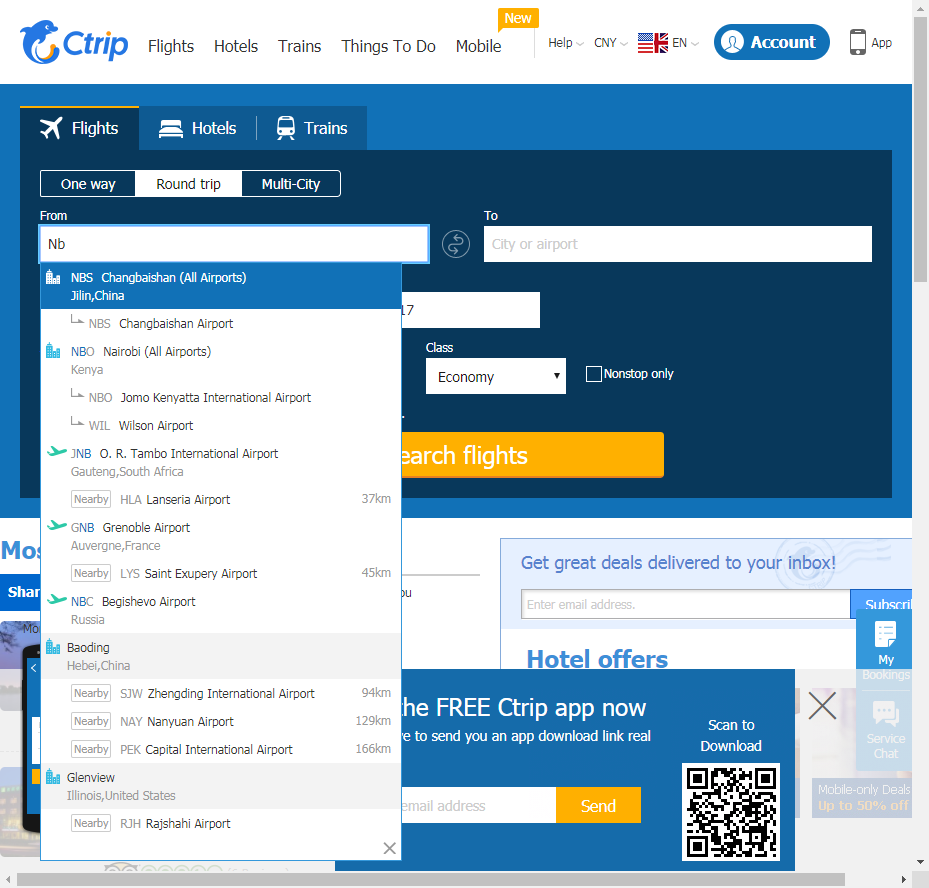 New
Ctrip
Flights
Hotels
Trains
Things To Do
Mobile
Help
CNY
EN
Account
App
Flights
Hotels
Trains
One way
Round trip
Multi-City
From
To
Nb
City or airport
NBS Changbaishan (All Airports)
Jilin,China
NBS Changbaishan Airport
17
NBO Nairobi (All Airports)
Kenya
Class
Economy
Nonstop only
NBO Jomo Kenyatta International Airport
WIL Wilson Airport
JNB O. R. Tambo International Airport
Gauteng,South Africa
earch flights
Nearby HLA Lanseria Airport 37km
GNB Grenoble Airport
Auvergne,France
Nearby LYS Saint Exupery Airport 45km
NBC Begishevo Airport
Russia
Baoding
Hebei,China
Nearby SJW Zhengding International Airport 94km
Nearby NAY Nanyuan Airport 129km
Nearby PEK Capital International Airport 166km
Glenview
Illinois,United States
Nearby RJH Rajshahi Airport
Mos
Shar
Mo
ou
Get great deals delivered to your inbox!
Enter email address.
Subscri
Hotel offers
My
Bookings
Service
Chat
the FREE Ctrip app now
ve to send you an app download link real
email address
Send
Scan to
Download
Mobile-only Deals
Up to 50% off